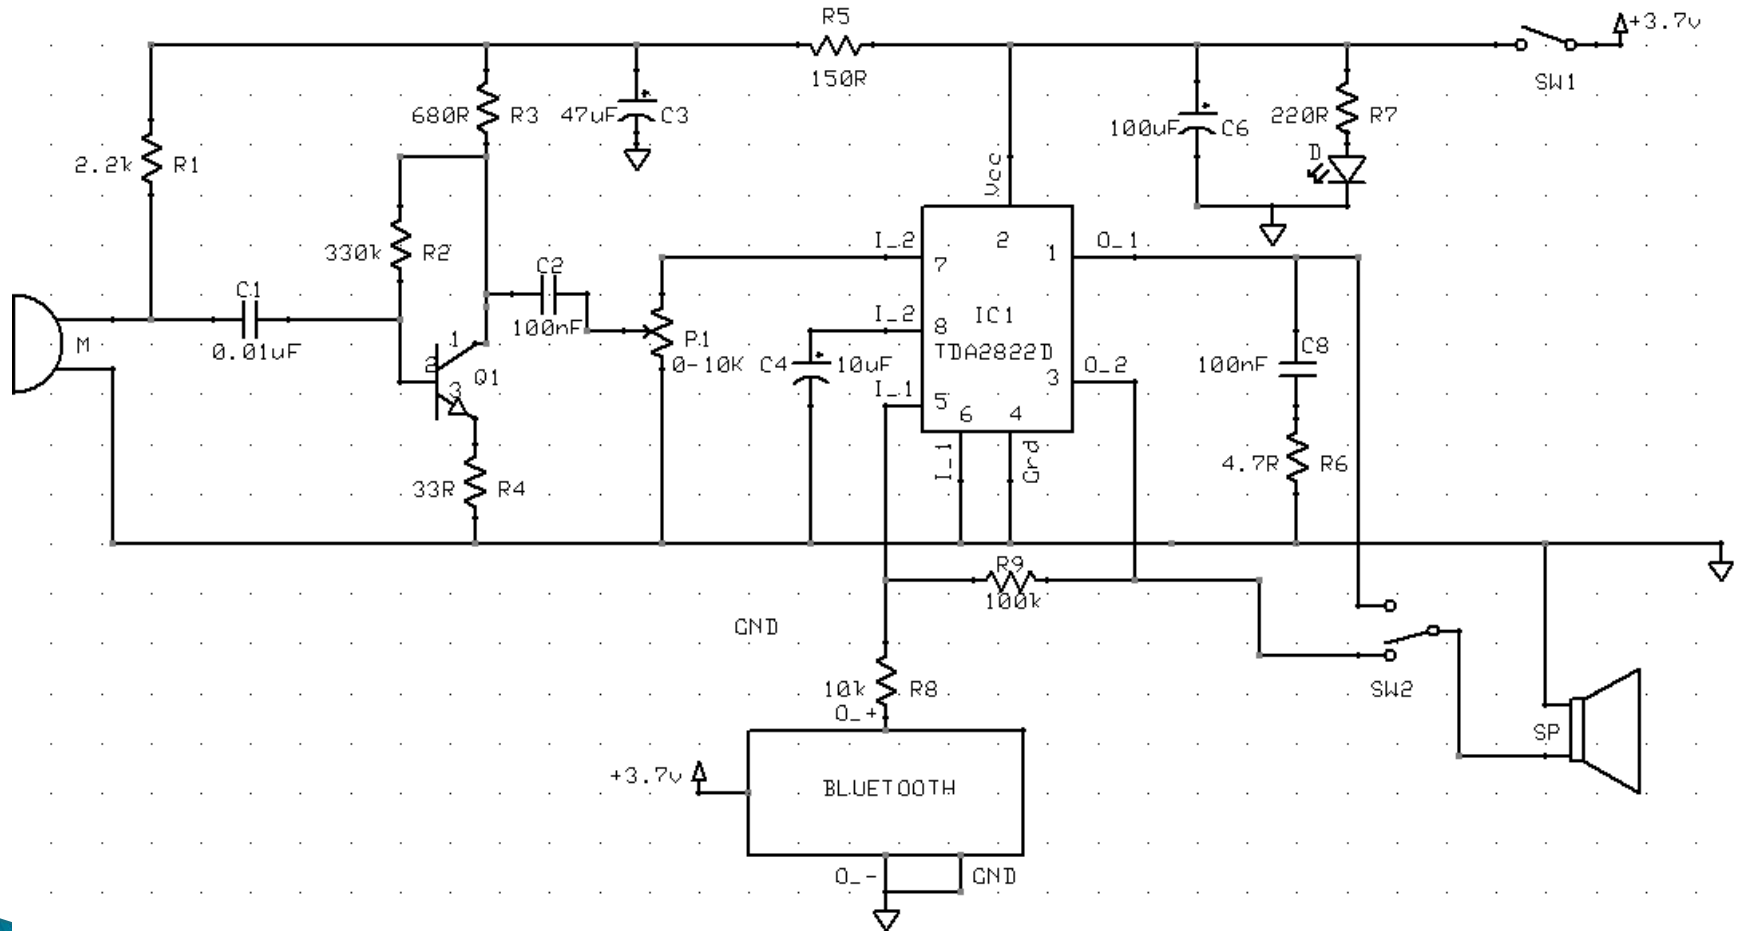 R5
+3.7v
150R
SW1
680R
R3
47uF
C3
100uF
C6
220R
R7
2.2k
R1
D
Vcc
330k
R2
I_2
2
O_1
7
1
C2
C1
I_2
8
IC1
100nF
M
0.01uF
1
P1
TDA2822D
C8
2
Q1
0-10K
C4
10uF
O_2
100nF
3
I_1
3
5
6
4
I_1
Grd
4.7R
R6
33R
R4
R9
100k
GND
10k
R8
SW2
O_+
SP
+3.7v
BLUETOOTH
O_-
GND